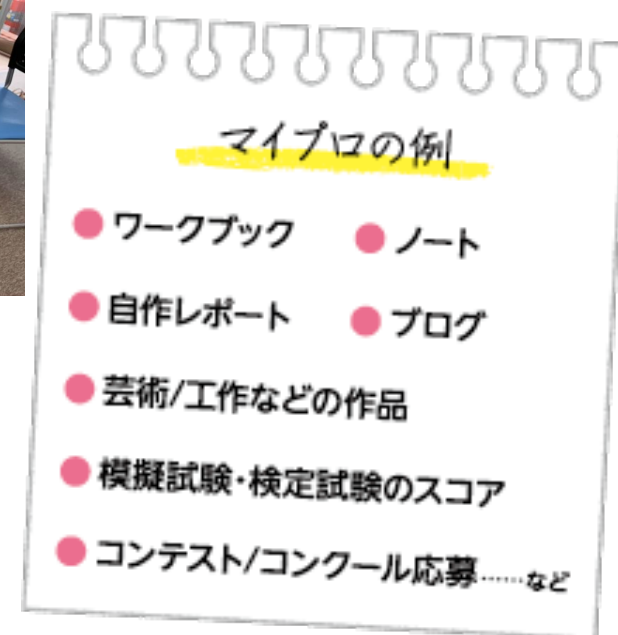 マイプロの例
● ワークブック ● ノート
● 自作レポート ● ブログ
● 芸術/工作などの作品
● 模擬試験・検定試験のスコア
● コンテスト/コンクール応募……など